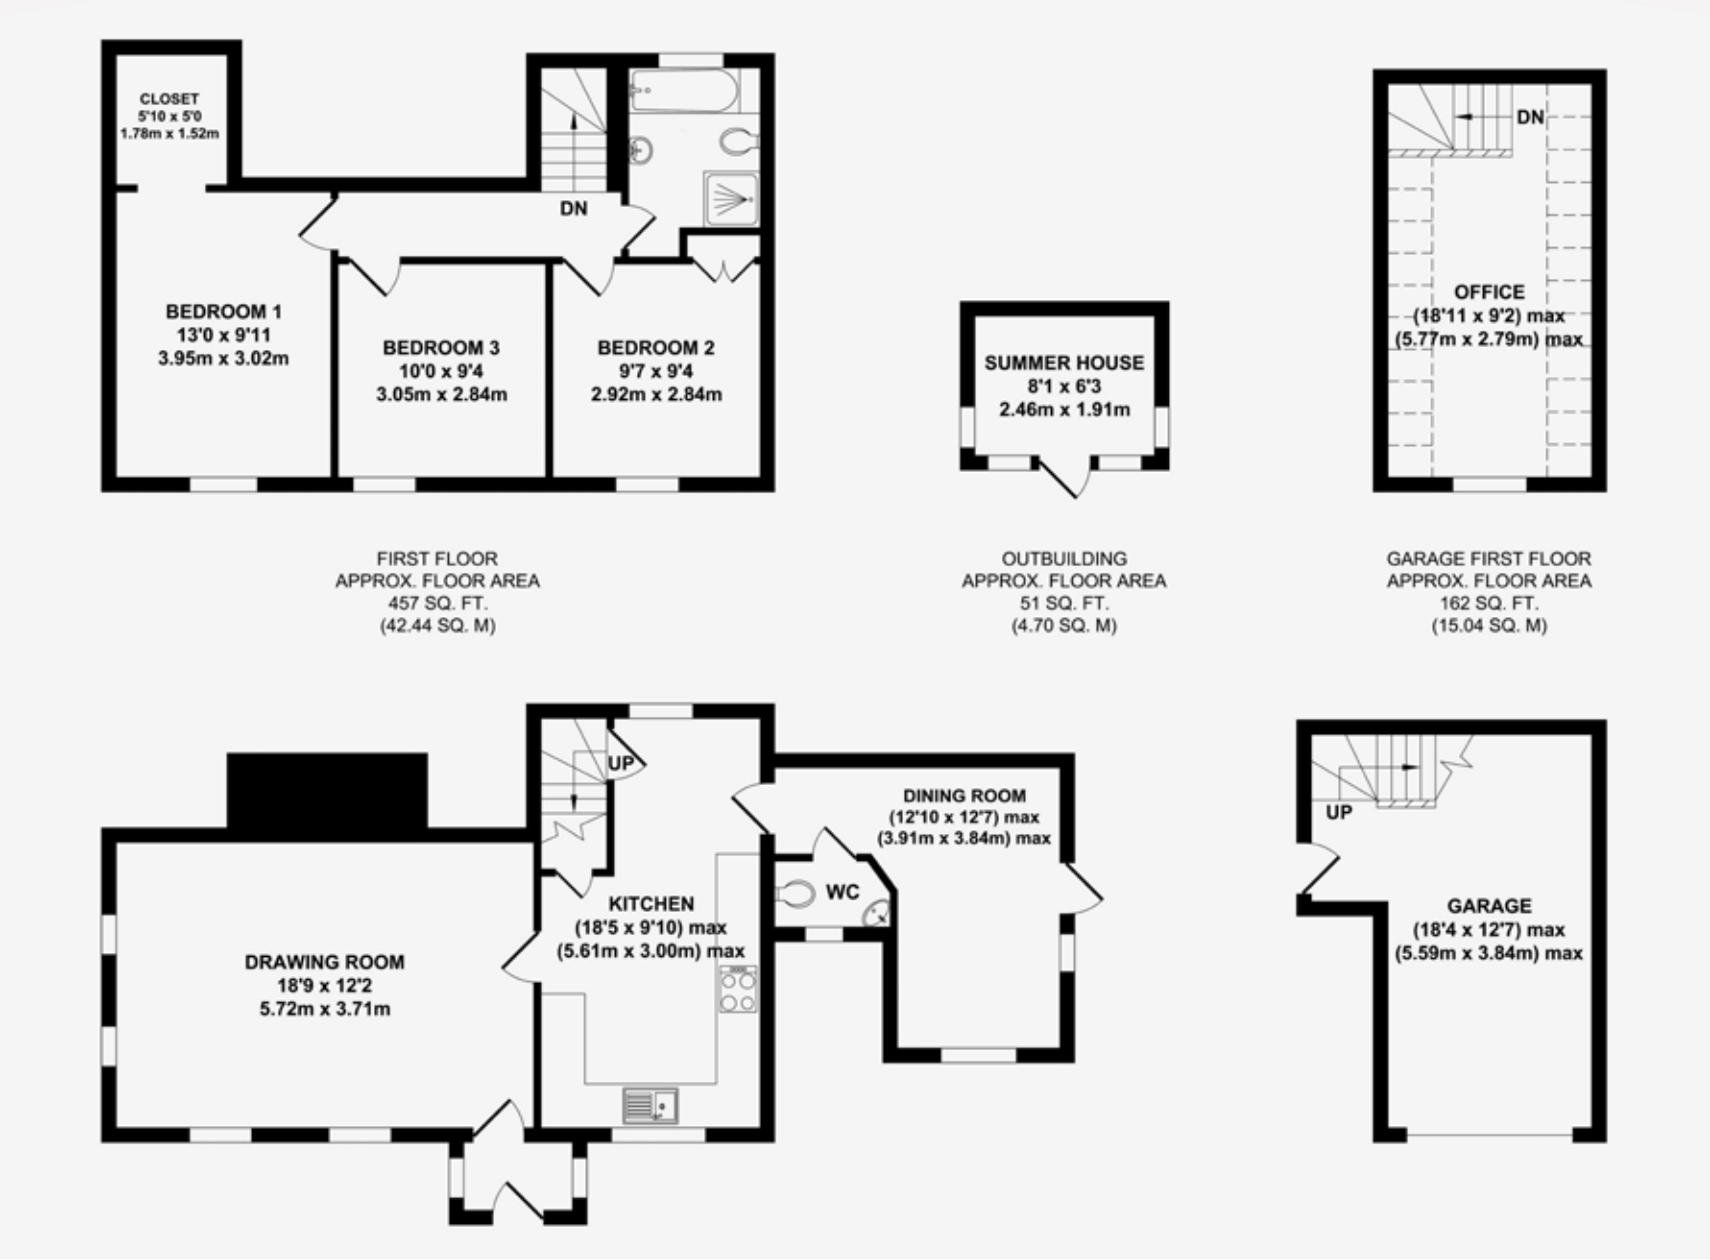 CLOSET
5'10 x 5'0
1.78m x 1.52m
DN
BEDROOM 1
13'0 x 9'11
3.95m x 3.02m
BEDROOM 3
10'0 x 9'4
3.05m x 2.84m
BEDROOM 2
9'7 x 9'4
2.92m x 2.84m
SUMMER HOUSE
8'1 x 6'3
2.46m x 1.91m
DN
OFFICE
(18'11 x 9'2) max
(5.77m x 2.79m) max
FIRST FLOOR
APPROX. FLOOR AREA
457 SQ. FT.
(42.44 SQ. M)
OUTBUILDING
APPROX. FLOOR AREA
51 SQ. FT.
(4.70 SQ. M)
GARAGE FIRST FLOOR
APPROX. FLOOR AREA
162 SQ. FT.
(15.04 SQ. M)
DRAWING ROOM
18'9 x 12'2
5.72m x 3.71m
UP
KITCHEN
(18'5 x 9'10) max
(5.61m x 3.00m) max
DINING ROOM
(12'10 x 12'7) max
(3.91m x 3.84m) max
WC
UP
GARAGE
(18'4 x 12'7) max
(5.59m x 3.84m) max